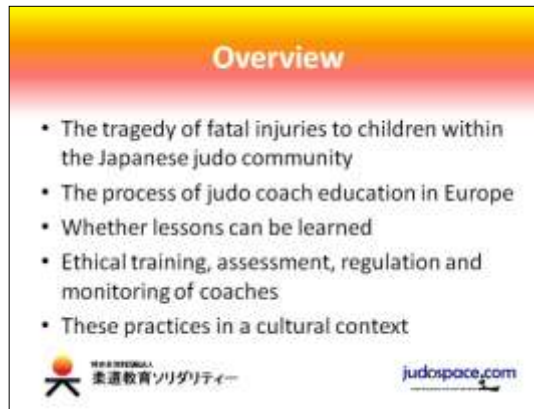 Overview
• The tragedy of fatal injuries to children within
the Japanese judo community
• The process of judo coach education in Europe
• Whether lessons can be learned
• Ethical training, assessment, regulation and
monitoring of coaches
• These practices in a cultural context
柔道教育ソリダリティー
judospace.com